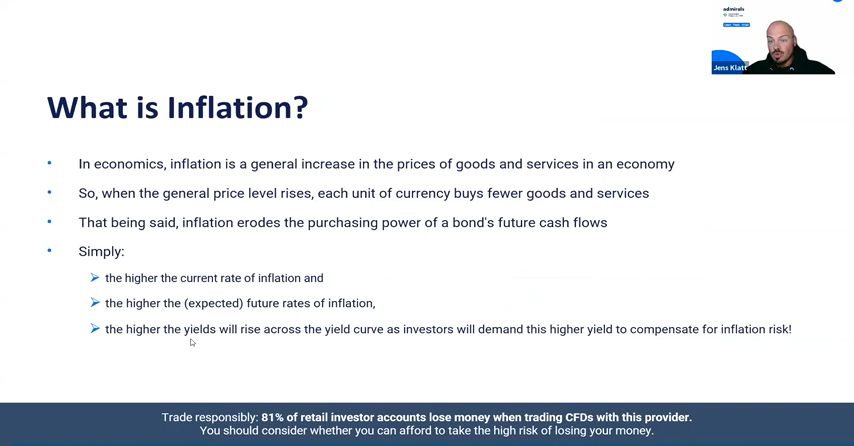 admirals
Jens Klatt
What is Inflation?
In economics, inflation is a general increase in the prices of goods and services in an economy
So, when the general price level rises, each unit of currency buys fewer goods and services
That being said, inflation erodes the purchasing power of a bond's future cash flows
Simply:
the higher the current rate of inflation and
the higher the (expected) future rates of inflation,
the higher the yields will rise across the yield curve as investors will demand this higher yield to compensate for inflation risk!
Trade responsibly: 81% of retail investor accounts lose money when trading CFDs with this provider.
You should consider whether you can afford to take the high risk of losing your money.